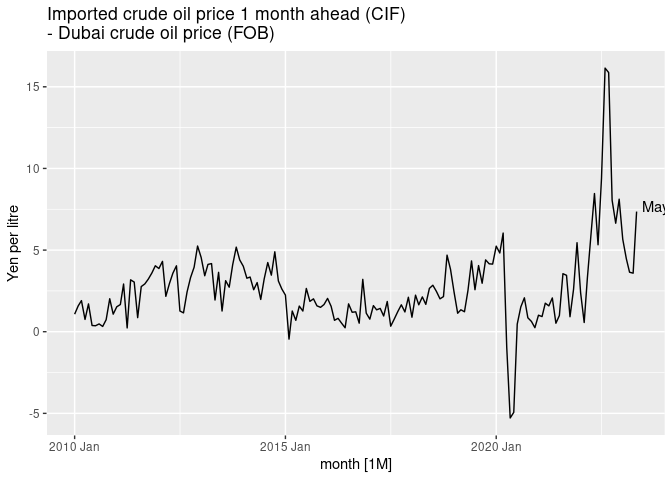 Imported crude oil price 1 month ahead (CIF)
- Dubai crude oil price (FOB)
15
10
5
0
-5
Yen per litre
May
2010 Jan
2015 Jan
2020 Jan
month [1M]